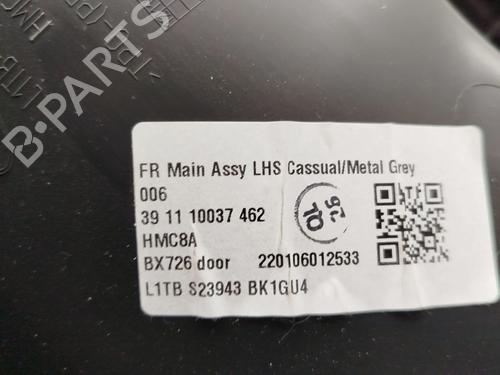 FR Main Assy LHS Cassual/Metal Grey
006
39 11 10037 462
HMC8A
BX726 door 220106012533
L1TB S23943 BK1GU4
B-PARTS